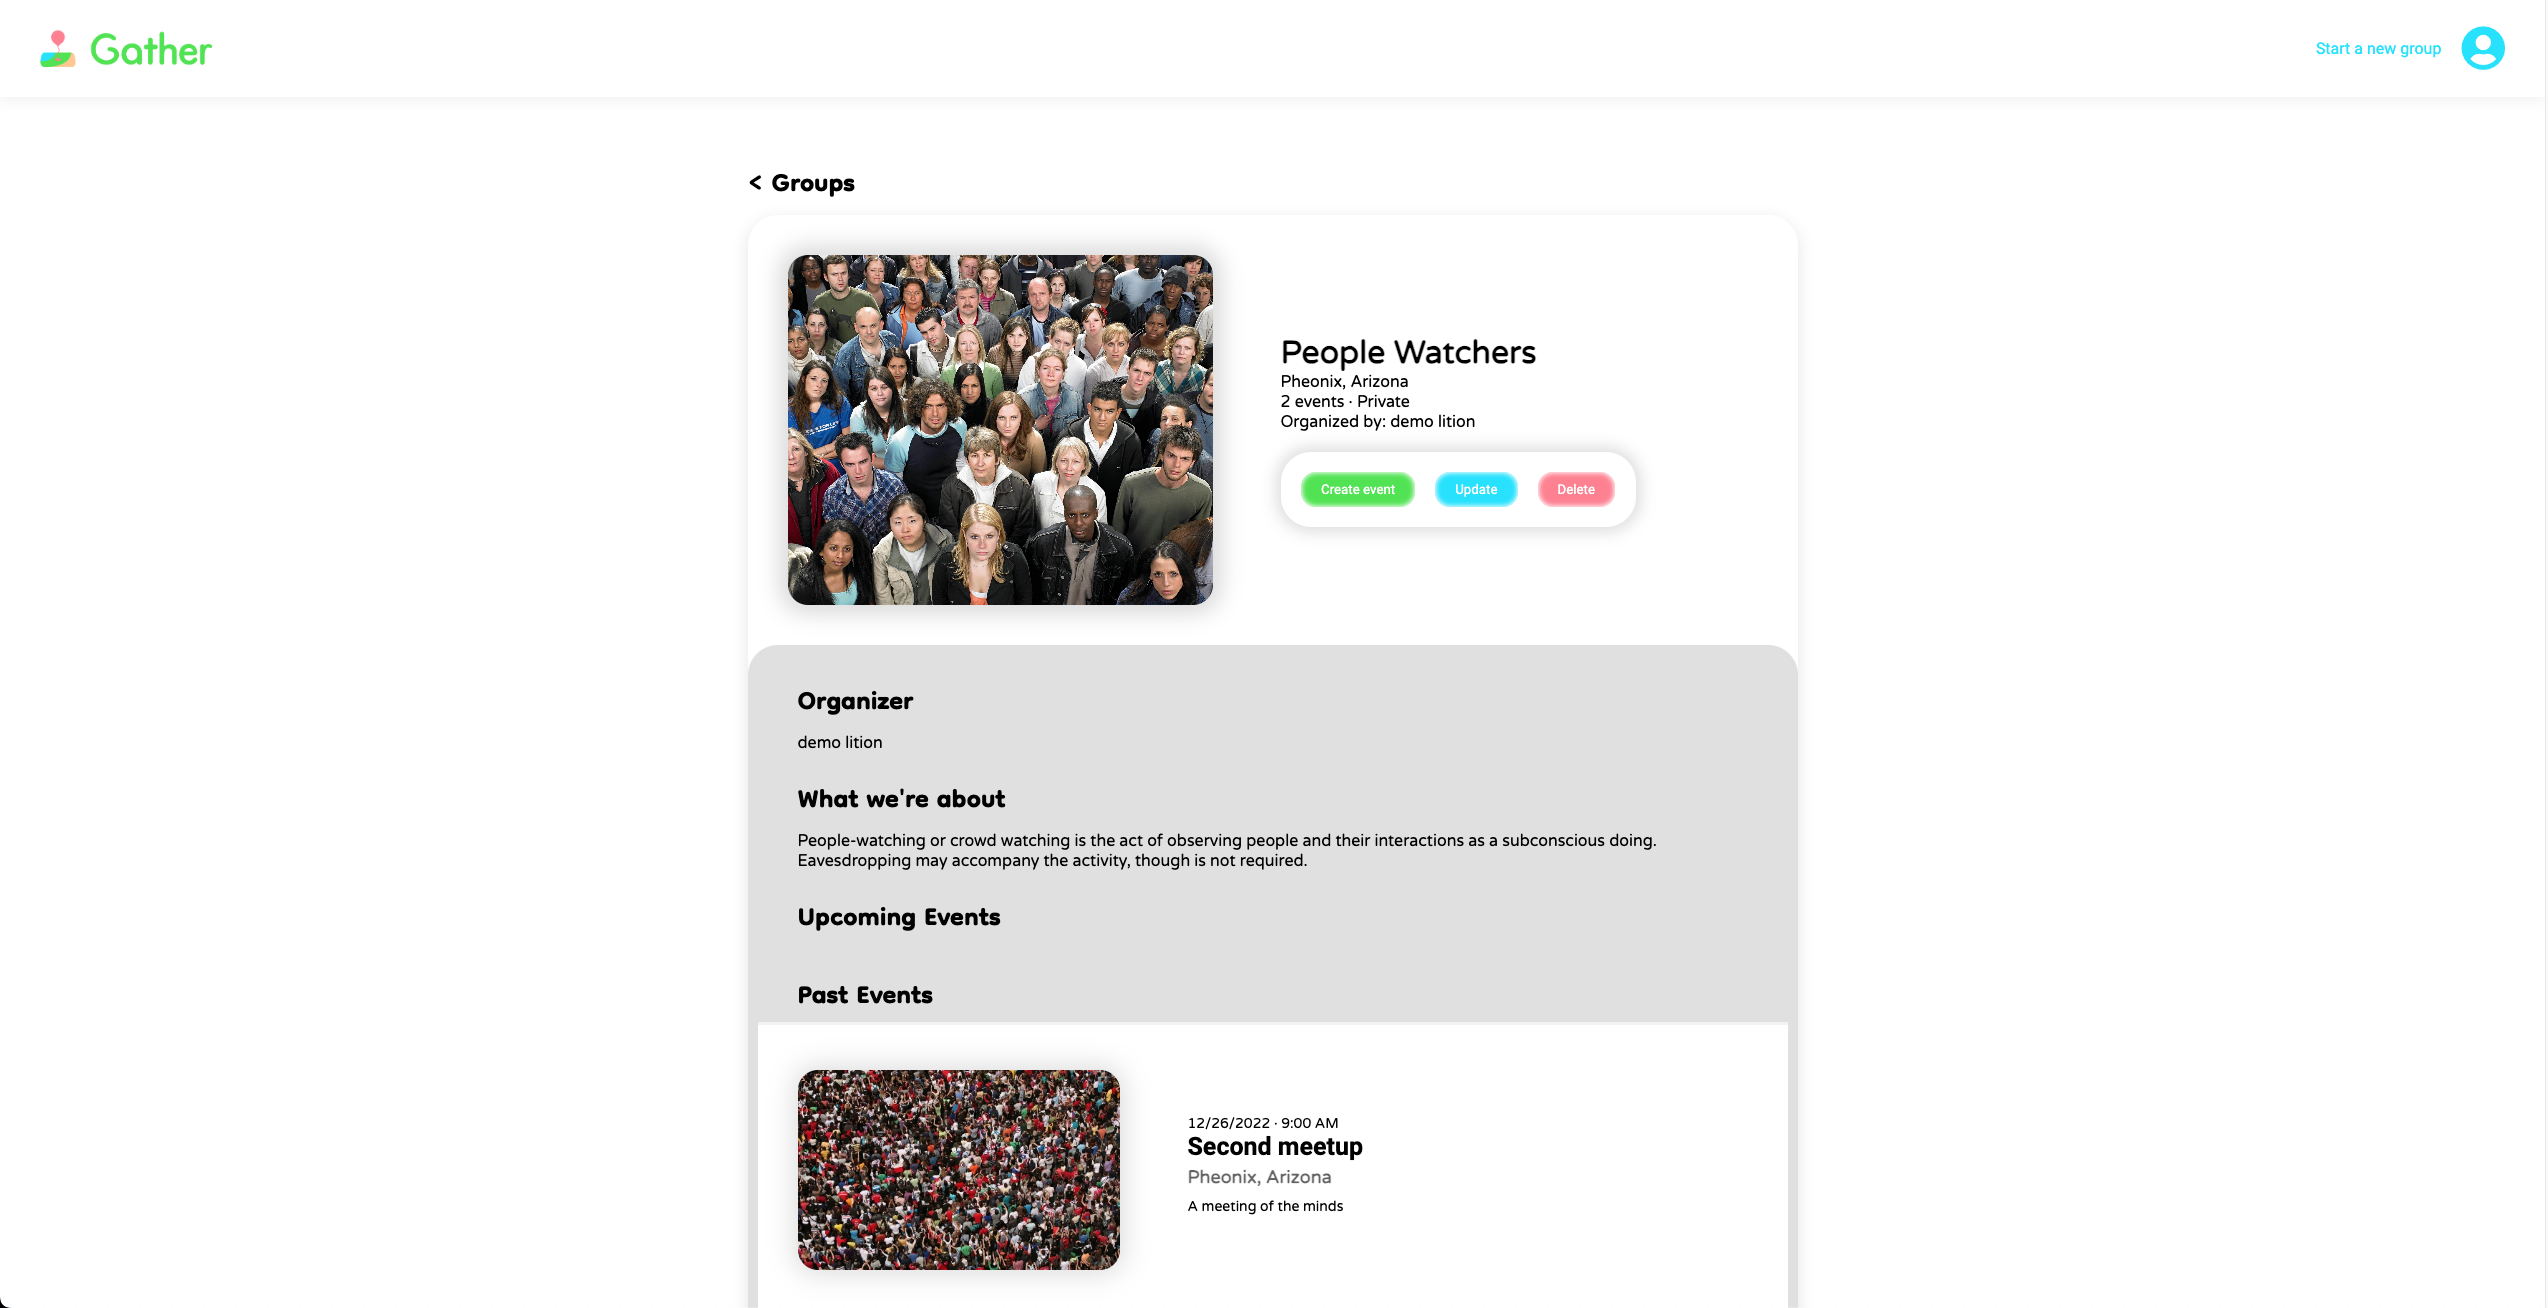 Gather
Start a new group
< Groups
People Watchers
Pheonix, Arizona
2 events · Private
Organized by: demo lition
Create event
Update
Delete
Organizer
demo lition
What we're about
People-watching or crowd watching is the act of observing people and their interactions as a subconscious doing.
Eavesdropping may accompany the activity, though is not required.
Upcoming Events
Past Events
12/26/2022 · 9:00 AM
Second meetup
Pheonix, Arizona
A meeting of the minds